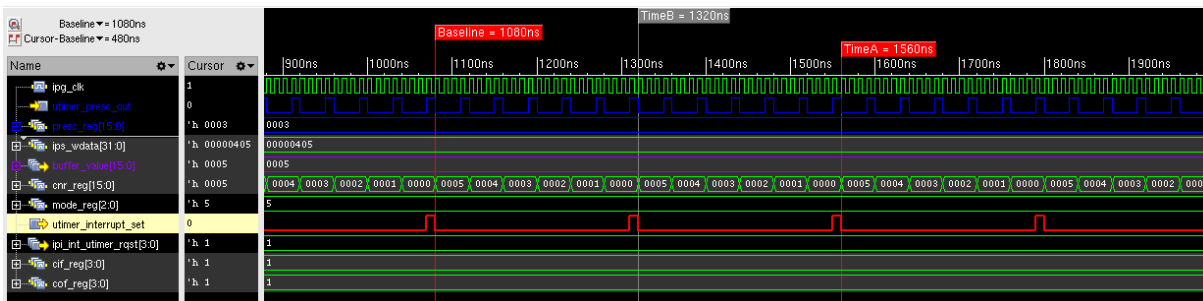 TimeB = 1320ns
Baseline▼= 1080ns
Baseline = 1080ns
Cursor-Baseline▼= 480ns
TimeA = 1560ns
Name Cursor |900ns |1000ns |1100ns |1200ns |1300ns |1400ns |1500ns |1600ns |1700ns |1800ns |1900ns
ipg_clk 1
utimer_presc_out 0
presc_reg[15:0] 'h 0003 0003
ips_wdata[31:0] 'h 00000405 00000405
buffer_value[15:0] 'h 0005 0005
cnr_reg[15:0] 'h 0005 0004 0003 0002 0001 0000 0005 0004 0003 0002 0001 0000 0005 0004 0003 0002 0001 0000 0005 0004 0003 0002 0001 0000 0005 0004 0003 0002 000
mode_reg[2:0] 'h 5 5
utimer_interrupt_set 0
ipi_int_utimer_rqst[3:0] 'h 1 1
cif_reg[3:0] 'h 1 1
cof_reg[3:0] 'h 1 1